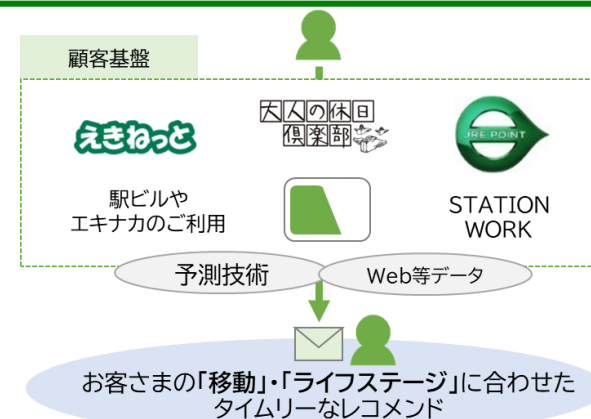 顧客基盤
えきねっと
大人の休日
倶楽部
JRE POINT
駅ビルや
エキナカのご利用
STATION
WORK
予測技術
Web等データ
お客さまの「移動」・「ライフステージ」に合わせた
タイムリーなレコメンド